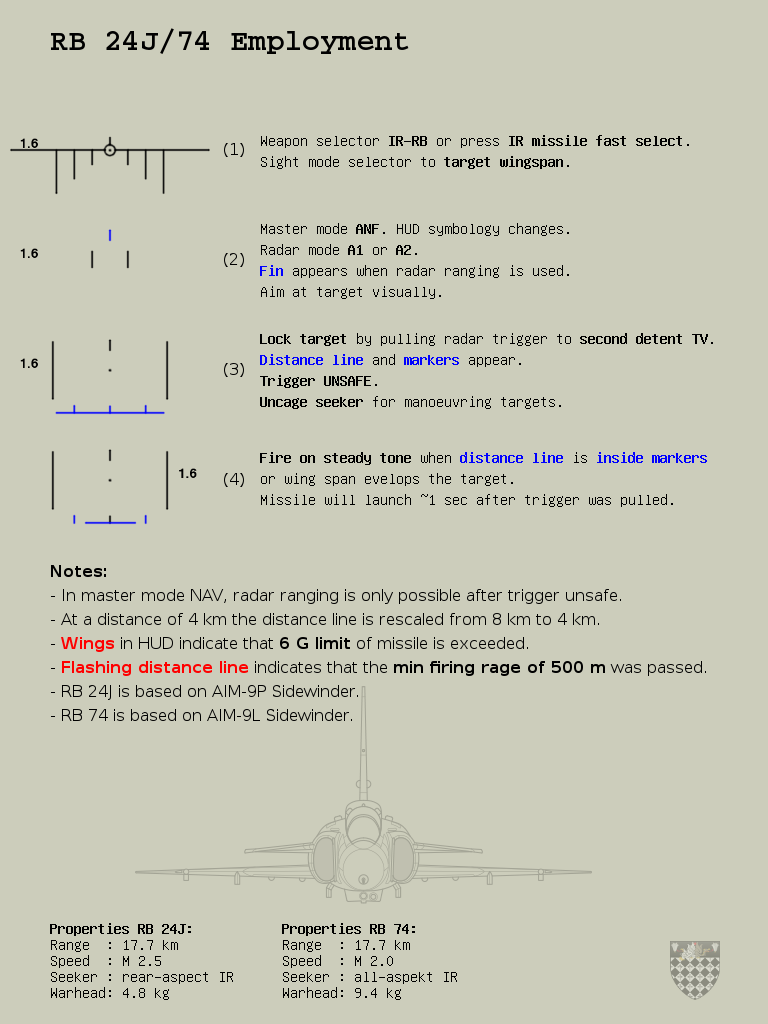 RB 24J/74 Employment
1.6
(1)
Weapon selector IR-RB or press IR missile fast select.
Sight mode selector to target wingspan.
1.6
(2)
Master mode ANF. HUD symbology changes.
Radar mode A1 or A2.
Fin appears when radar ranging is used.
Aim at target visually.
1.6
(3)
Lock target by pulling radar trigger to second detent TV.
Distance line and markers appear.
Trigger UNSAFE.
Uncage seeker for manoeuvring targets.
1.6
(4)
Fire on steady tone when distance line is inside markers
or wing span evelops the target.
Missile will launch ~1 sec after trigger was pulled.
Notes:
- In master mode NAV, radar ranging is only possible after trigger unsafe.
- At a distance of 4 km the distance line is rescaled from 8 km to 4 km.
- Wings in HUD indicate that 6 G limit of missile is exceeded.
- Flashing distance line indicates that the min firing rage of 500 m was passed.
- RB 24J is based on AIM-9P Sidewinder.
- RB 74 is based on AIM-9L Sidewinder.
Properties RB 24J:
Range : 17.7 km
Speed : M 2.5
Seeker : rear-aspect IR
Warhead: 4.8 kg
Properties RB 74:
Range : 17.7 km
Speed : M 2.0
Seeker : all-aspekt IR
Warhead: 9.4 kg